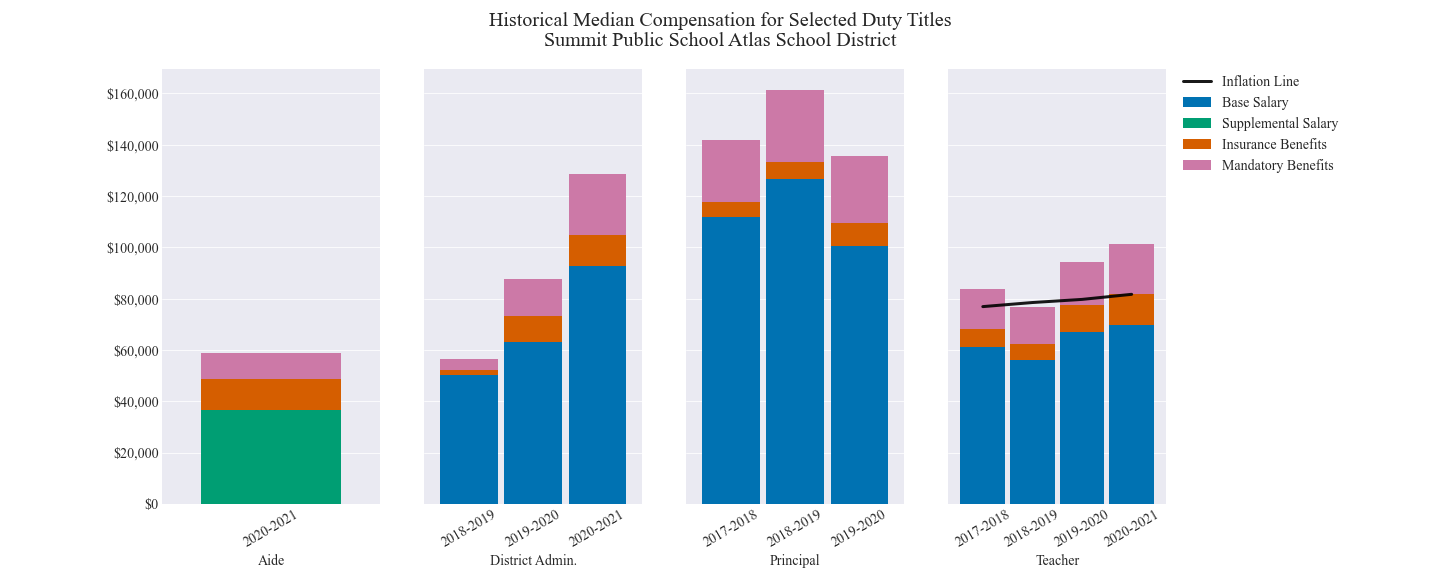 Historical Median Compensation for Selected Duty Titles
Summit Public School Atlas School District
$160,000
$140,000
$120,000
$100,000
$80,000
$60,000
$40,000
$20,000
$0
2020-2021
Aide
2018-2019
2019-2020
2020-2021
District Admin.
2017-2018
2018-2019
2019-2020
Principal
2017-2018
2018-2019
2019-2020
2020-2021
Teacher
Inflation Line
Base Salary
Supplemental Salary
Insurance Benefits
Mandatory Benefits